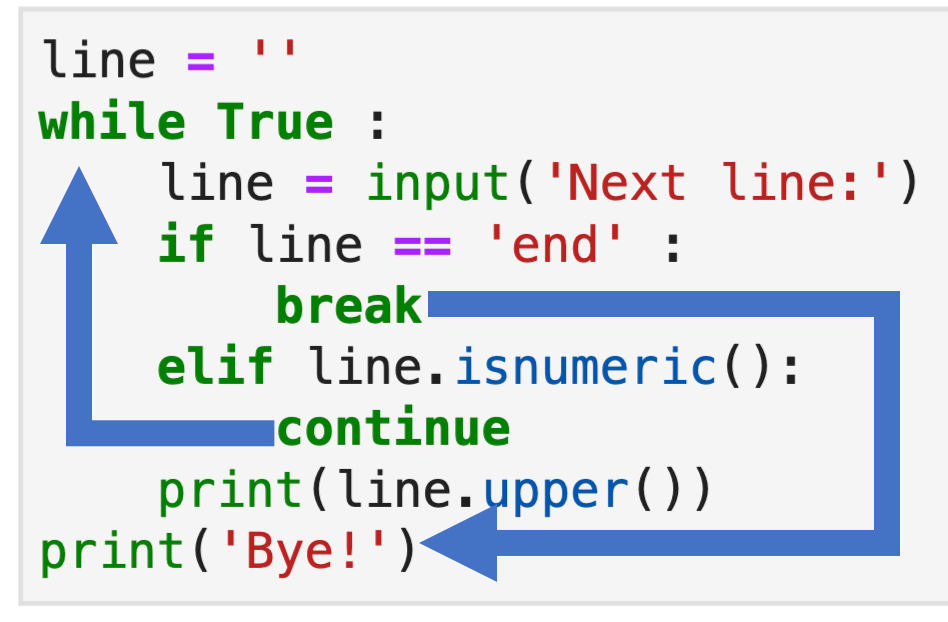 line = ''
while True :
    line = input('Next line:')
    if line == 'end' :
        break
    elif line.isnumeric():
        continue
    print(line.upper())
print('Bye!')